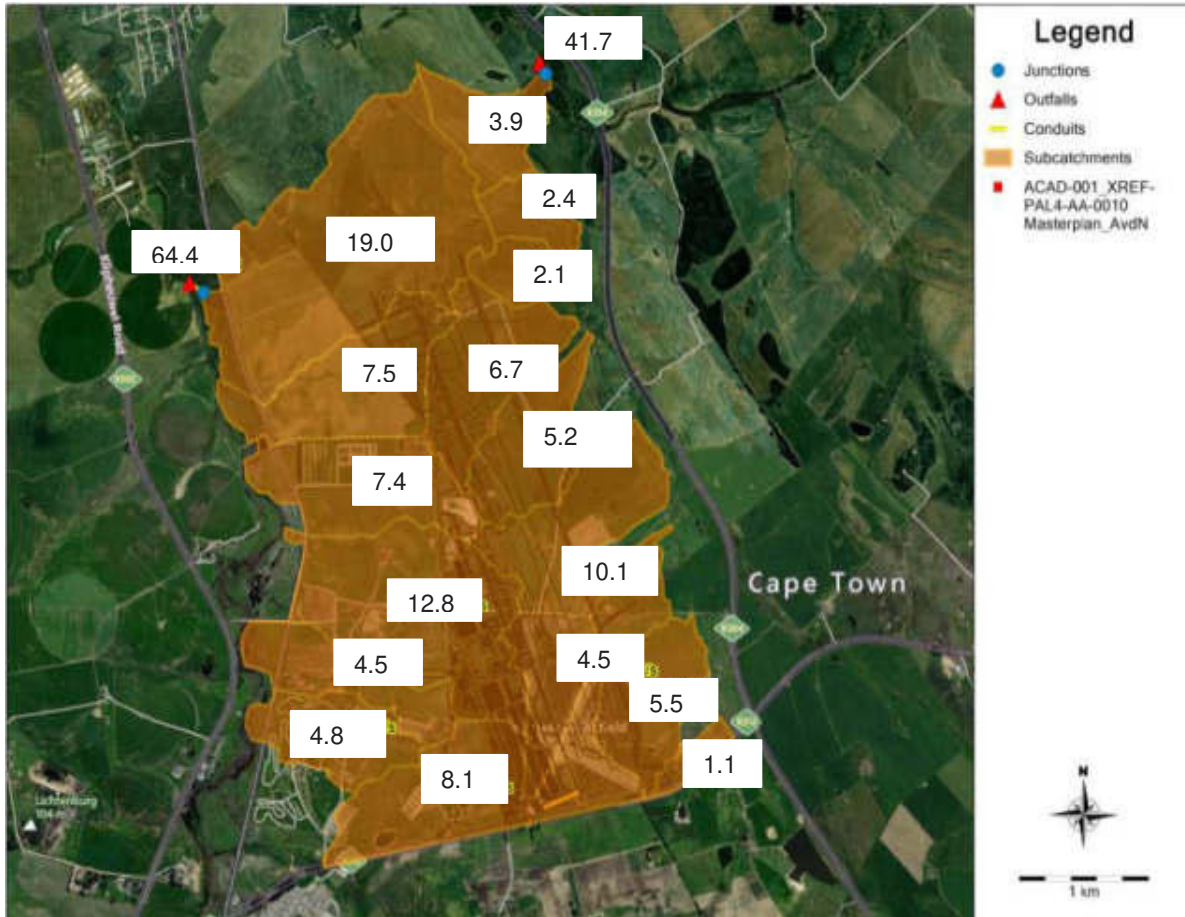 41.7
3.9
2.4
19.0
64.4
2.1
7.5
6.7
5.2
7.4
10.1
12.8
Cape Town
4.5
4.5
5.5
4.8
1.1
8.1
Legend
Junctions
Outfalls
Conduits
Subcatchments
ACAD-001_XREF-
PAL4-AA-0010
Masterplan_AvdN
N
1 km